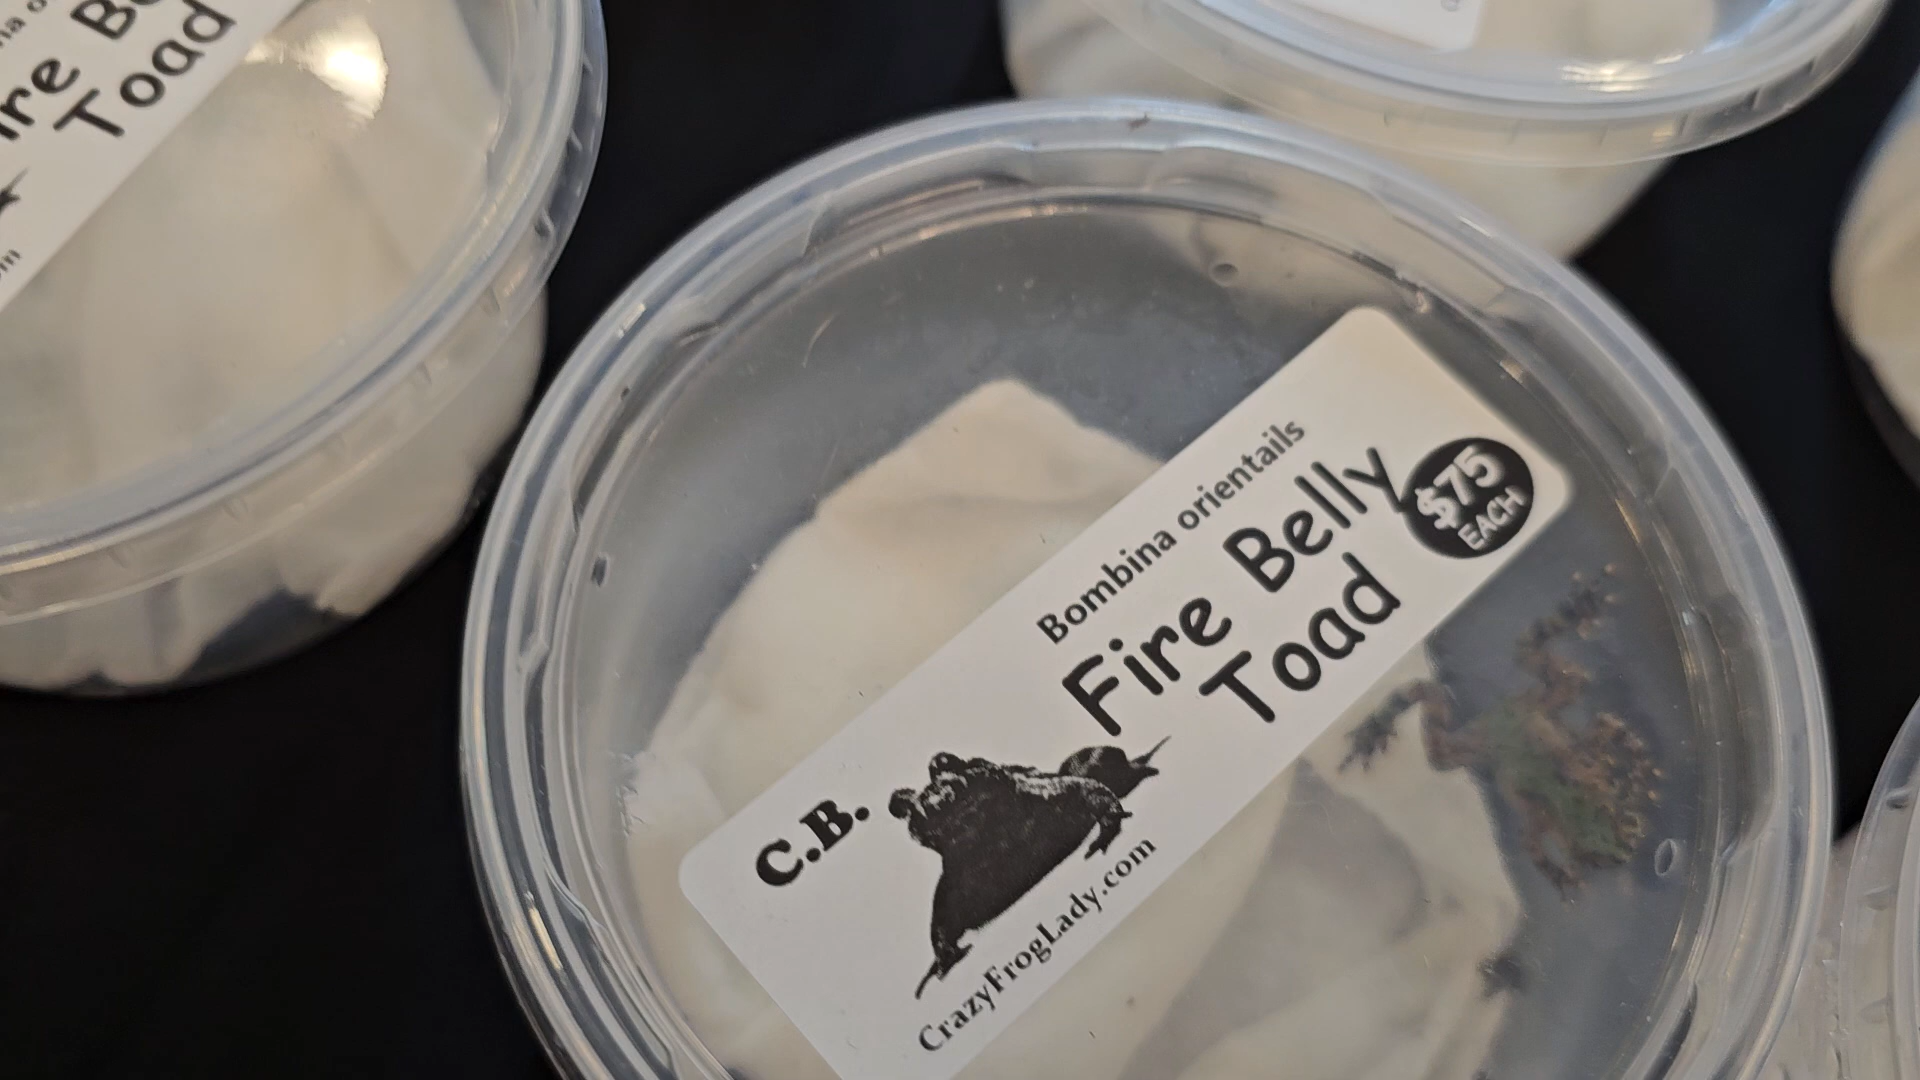 Bombina orientails
Fire Belly
Toad
$75
EACH
C.B.
CrazyFrogLady.com
ire Be
Toad